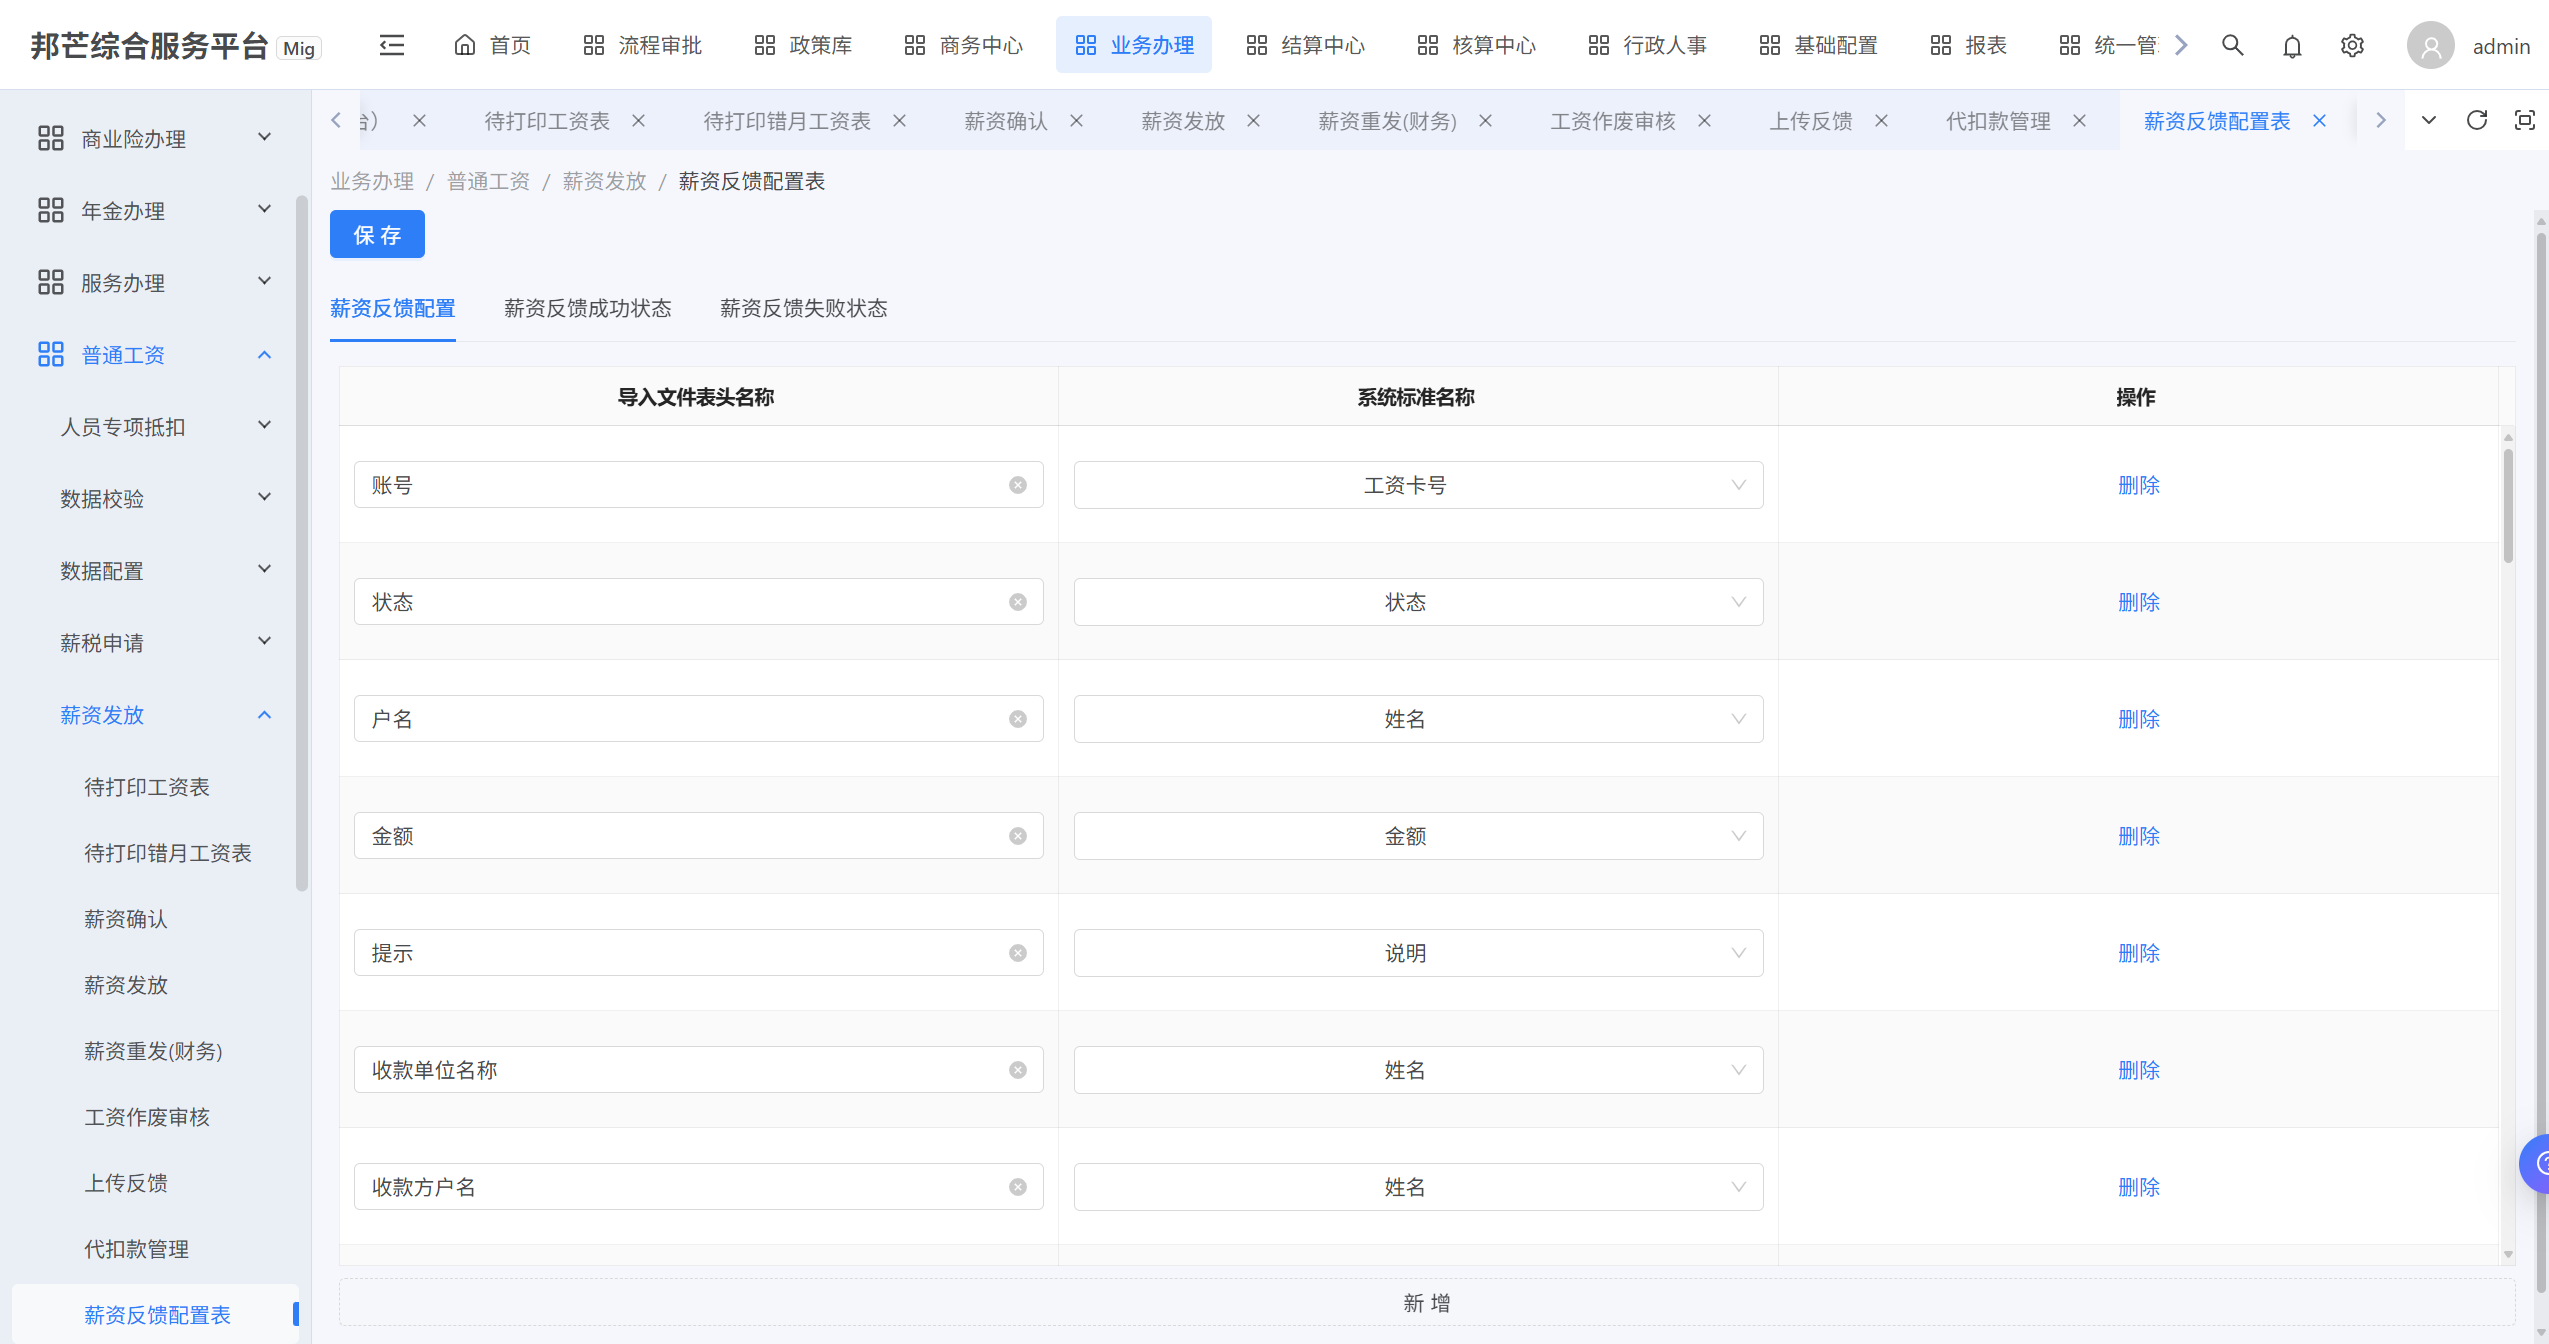 邦芒综合服务平台 Mig 首页 流程审批 政策库 商务中心 业务办理 结算中心 核算中心 行政人事 基础配置 报表 统一管 admin
台） 待打印工资表 待打印错月工资表 薪资确认 薪资发放 薪资重发(财务) 工资作废审核 上传反馈 代扣款管理 薪资反馈配置表
商业险办理
年金办理
服务办理
普通工资
人员专项抵扣
数据校验
数据配置
薪税申请
薪资发放
待打印工资表
待打印错月工资表
薪资确认
薪资发放
薪资重发(财务)
工资作废审核
上传反馈
代扣款管理
薪资反馈配置表
业务办理 / 普通工资 / 薪资发放 / 薪资反馈配置表
保 存
薪资反馈配置 薪资反馈成功状态 薪资反馈失败状态
导入文件表头名称 系统标准名称 操作
账号 工资卡号 删除
状态 状态 删除
户名 姓名 删除
金额 金额 删除
提示 说明 删除
收款单位名称 姓名 删除
收款方户名 姓名 删除
新 增